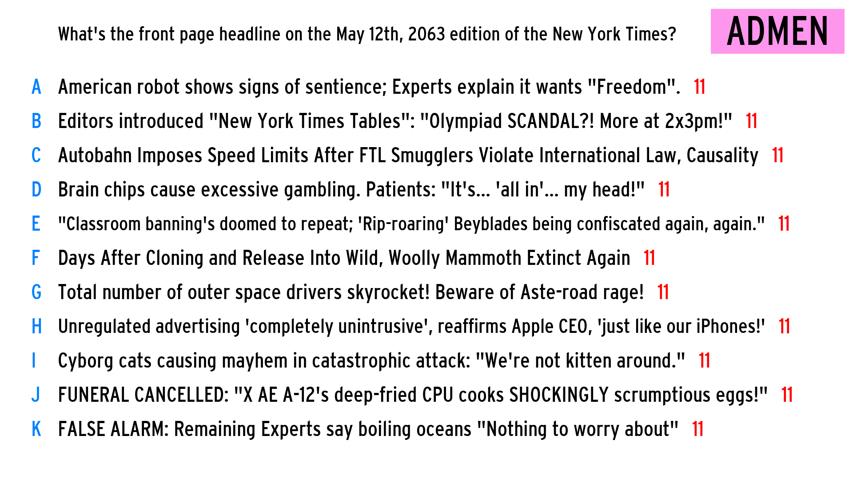 What's the front page headline on the May 12th, 2063 edition of the New York Times?
ADMEN
A American robot shows signs of sentience; Experts explain it wants "Freedom". 11
B Editors introduced "New York Times Tables": "Olympiad SCANDAL?! More at 2x3pm!" 11
C Autobahn Imposes Speed Limits After FTL Smugglers Violate International Law, Causality 11
D Brain chips cause excessive gambling. Patients: "It's... 'all in'... my head!" 11
E "Classroom banning's doomed to repeat; 'Rip-roaring' Beyblades being confiscated again, again." 11
F Days After Cloning and Release Into Wild, Woolly Mammoth Extinct Again 11
G Total number of outer space drivers skyrocket! Beware of Aste-road rage! 11
H Unregulated advertising 'completely unintrusive', reaffirms Apple CEO, 'just like our iPhones!' 11
I Cyborg cats causing mayhem in catastrophic attack: "We're not kitten around." 11
J FUNERAL CANCELLED: "X AE A-12's deep-fried CPU cooks SHOCKINGLY scrumptious eggs!" 11
K FALSE ALARM: Remaining Experts say boiling oceans "Nothing to worry about" 11